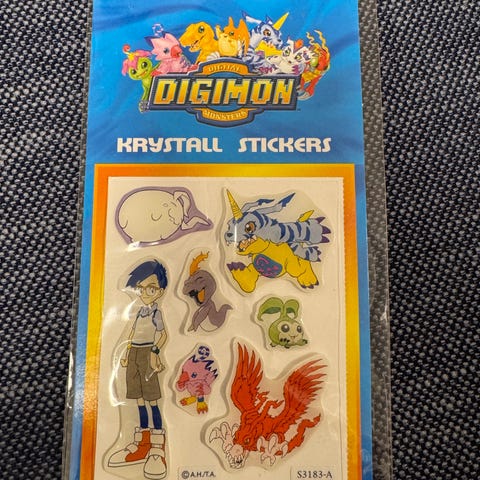 DIGITAL
DIGIMON
MONSTERS
KRYSTALL STICKERS
©A.H./T.A.
S3183-A